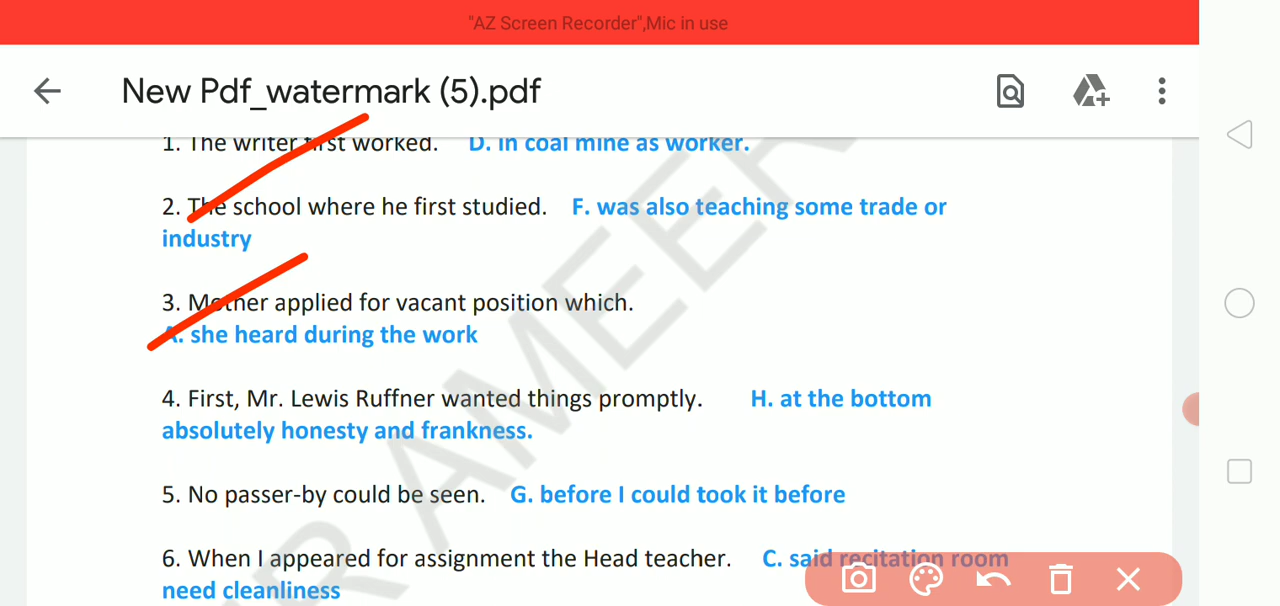 "AZ Screen Recorder",Mic in use
New Pdf_watermark (5).pdf
1. The writer first worked. D. in coal mine as worker.
2. The school where he first studied. F. was also teaching some trade or
industry
3. Mother applied for vacant position which.
A. she heard during the work
4. First, Mr. Lewis Ruffner wanted things promptly. H. at the bottom
absolutely honesty and frankness.
5. No passer-by could be seen. G. before I could took it before
6. When I appeared for assignment the Head teacher. C. said recitation room
need cleanliness
R AMEER